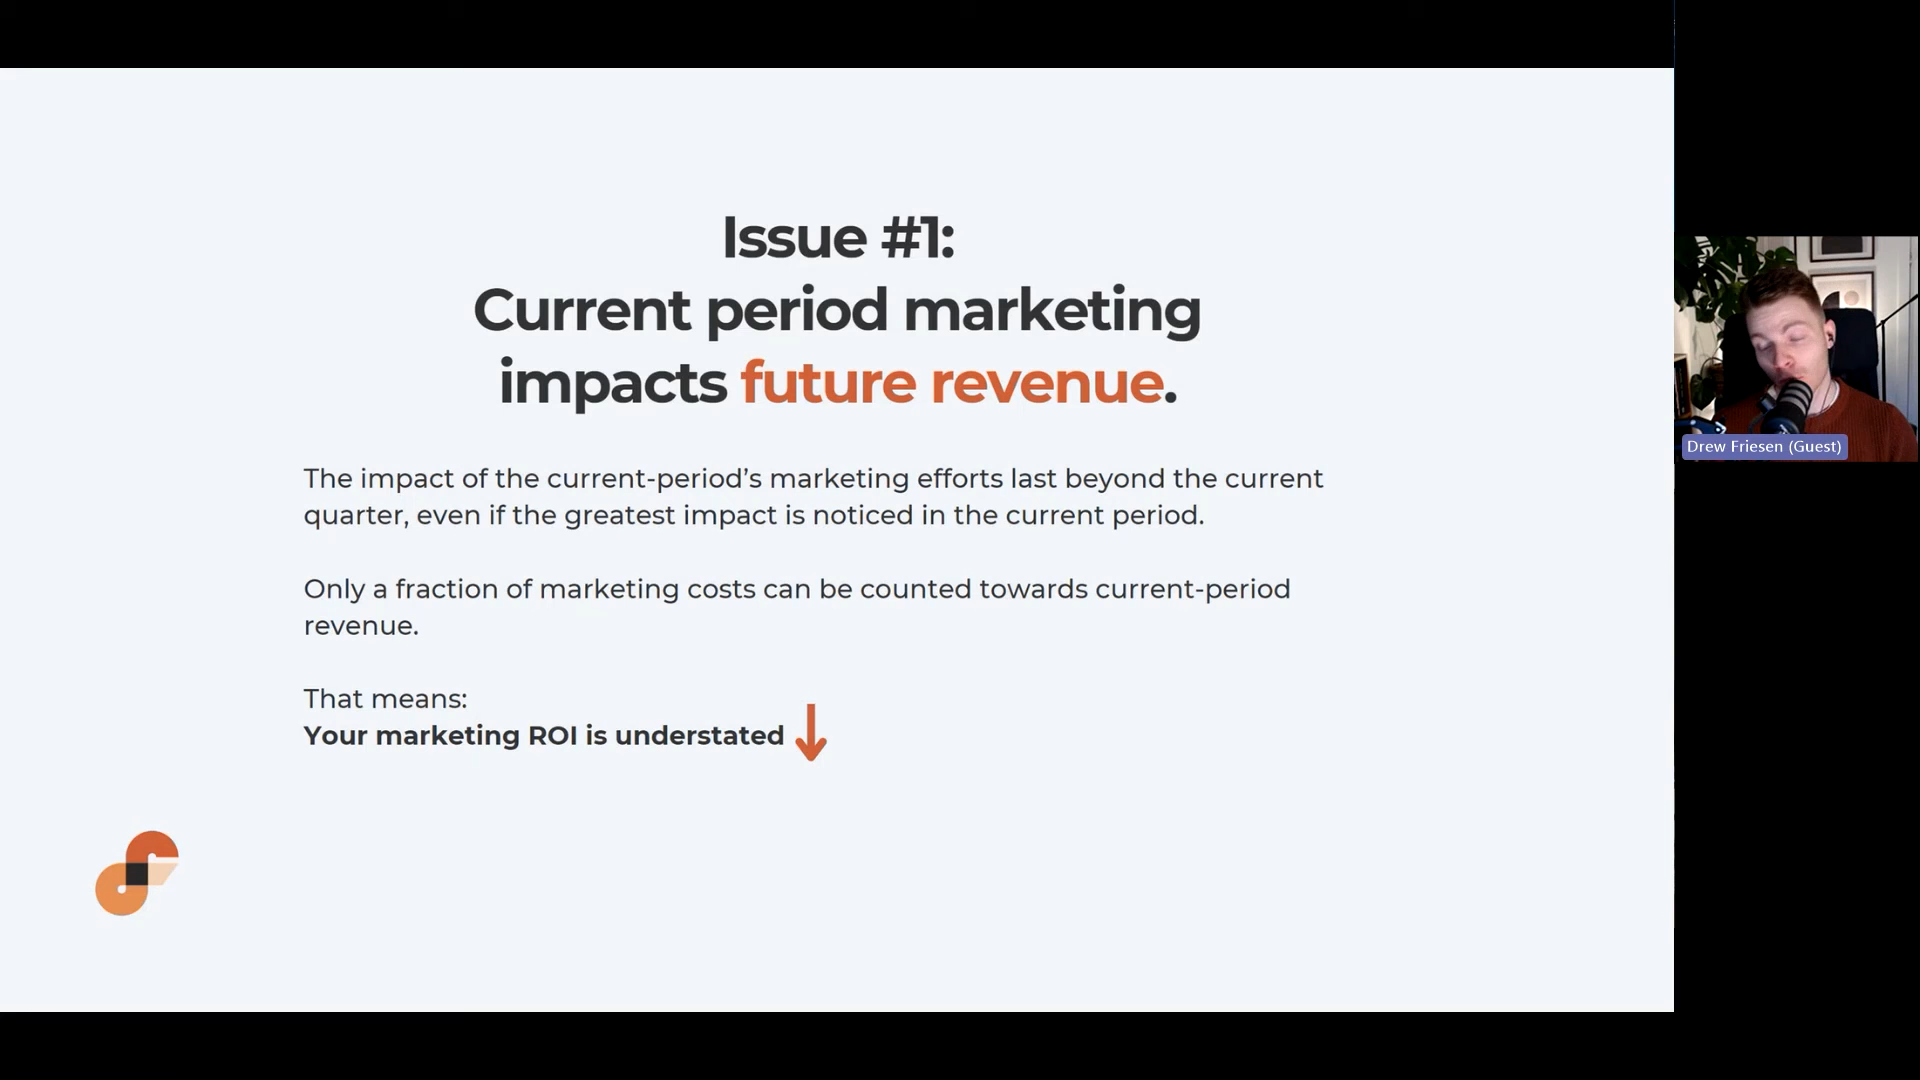 Issue #1:
Current period marketing
impacts future revenue.
The impact of the current-period’s marketing efforts last beyond the current
quarter, even if the greatest impact is noticed in the current period.
Only a fraction of marketing costs can be counted towards current-period
revenue.
That means:
Your marketing ROI is understated
Drew Friesen (Guest)